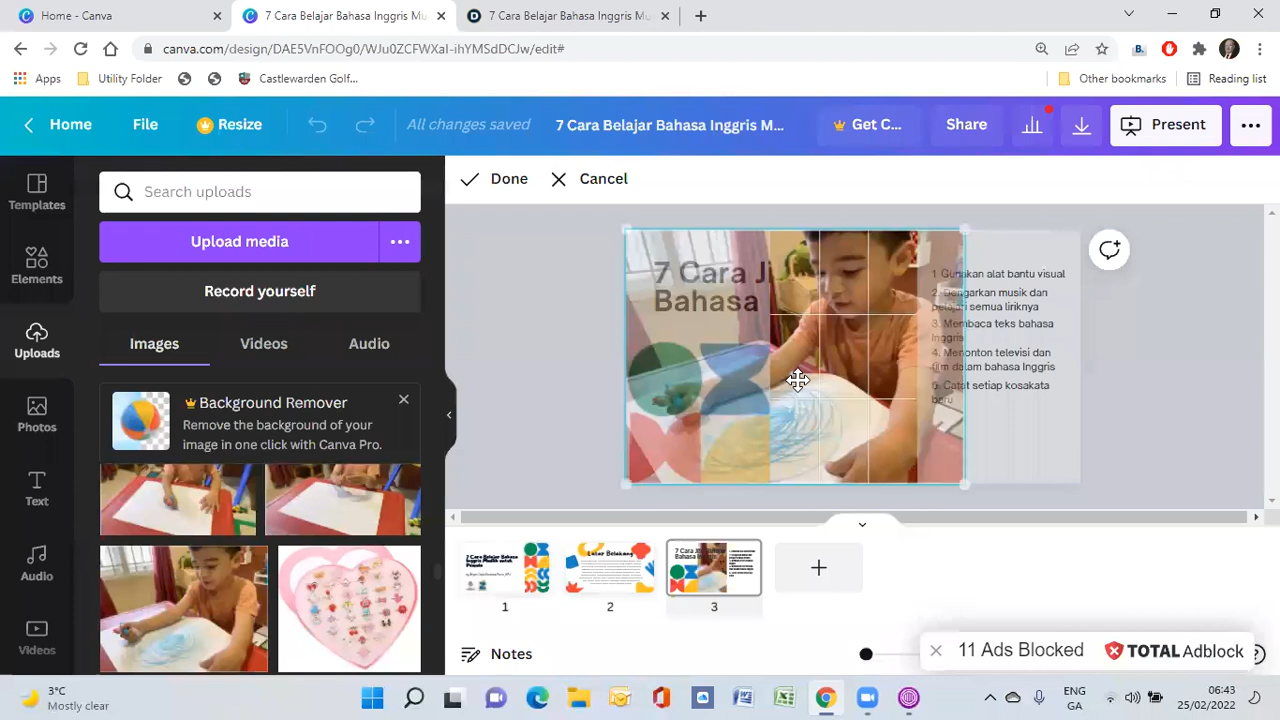 Home - Canva
7 Cara Belajar Bahasa Inggris Mu
7 Cara Belajar Bahasa Inggris Mu
canva.com/design/DAE5VnFOOg0/WJu0ZCFWXaI-ihYMSdDCJw/edit#
Apps
Utility Folder
Castlewarden Golf...
B.
Other bookmarks
Reading list
Home
File
Resize
All changes saved
7 Cara Belajar Bahasa Inggris M...
Get C...
Share
Present
Templates
Elements
Uploads
Photos
Text
Audio
Videos
Search uploads
Upload media
Record yourself
Images
Videos
Audio
Background Remover
Remove the background of your
image in one click with Canva Pro.
Done
Cancel
7 Cara Ji
Bahasa
1. Gunakan alat bantu visual
2. Dengarkan musik dan
pelajari semua liriknya
3. Membaca teks bahasa
Inggris
4. Menonton televisi dan
film dalam bahasa Inggris
5. Catat setiap kosakata
baru
Latar Belakang
1
2
3
Notes
11 Ads Blocked
TOTAL Adblock
3°C
Mostly clear
ENG
GA
06:43
25/02/2022